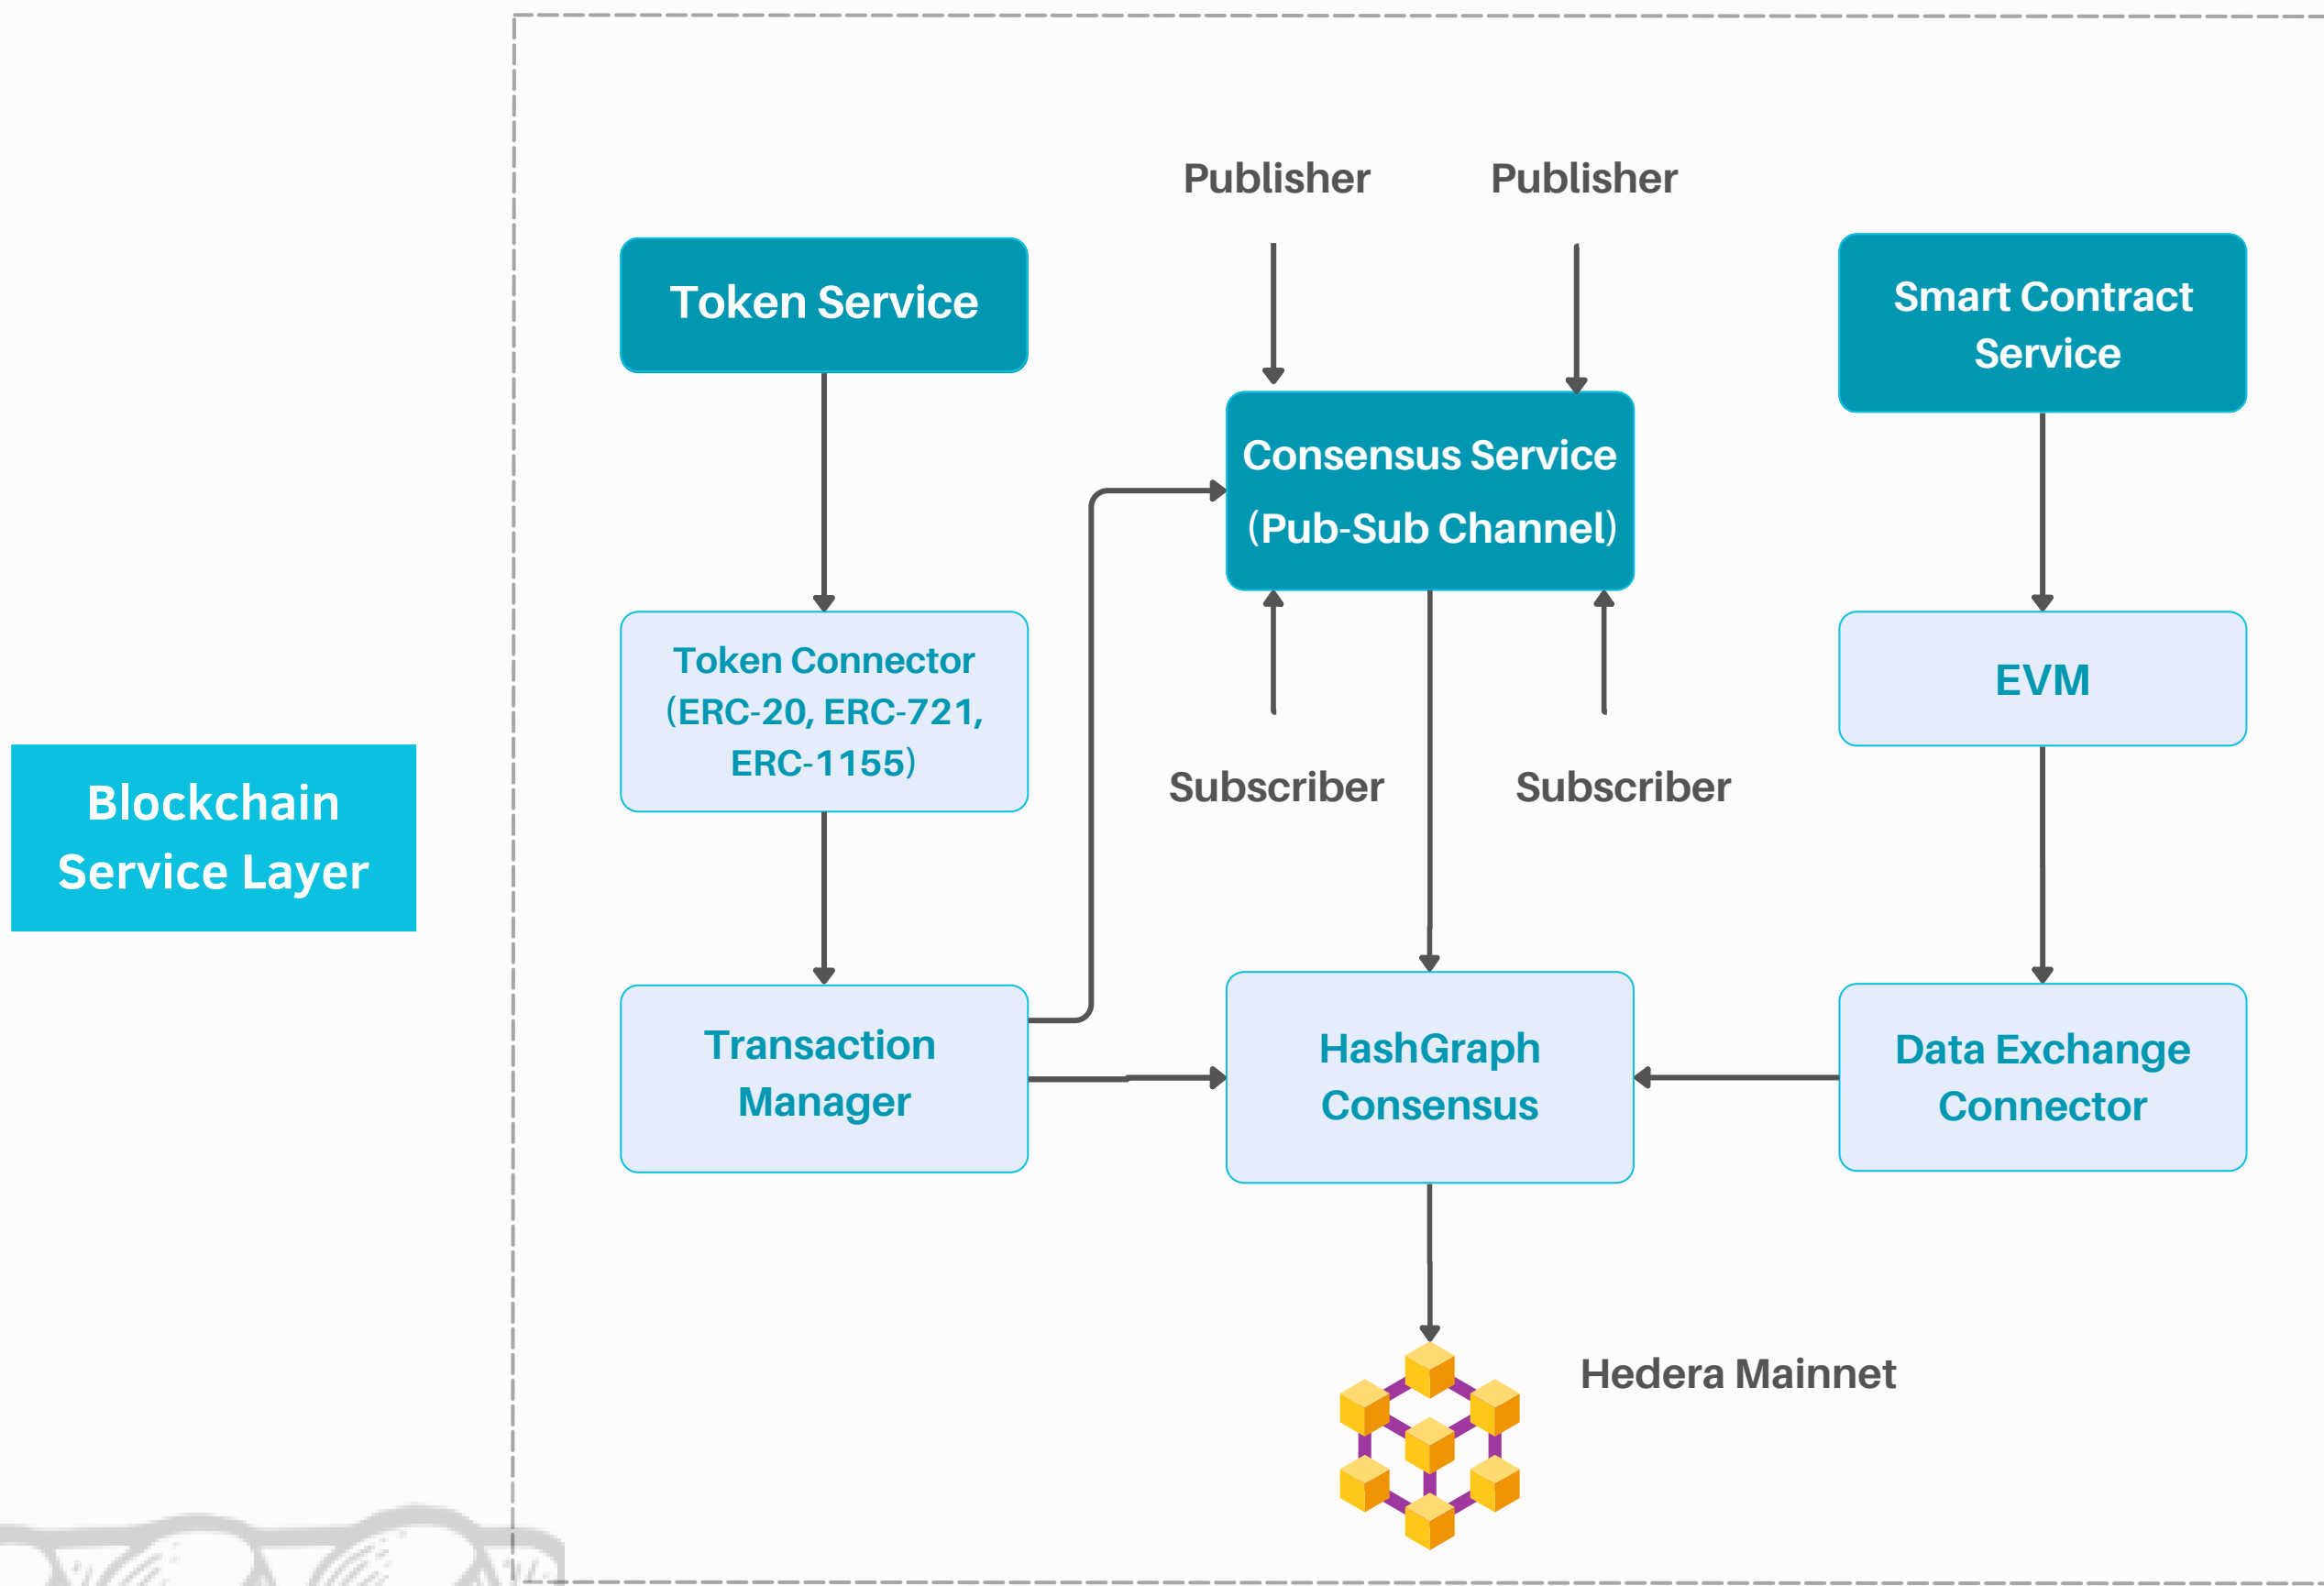 Publisher
Publisher
Token Service
Smart Contract
Service
Consensus Service
(Pub-Sub Channel)
Token Connector
(ERC-20, ERC-721,
ERC-1155)
EVM
Subscriber
Subscriber
Blockchain
Service Layer
Transaction
Manager
HashGraph
Consensus
Data Exchange
Connector
Hedera Mainnet